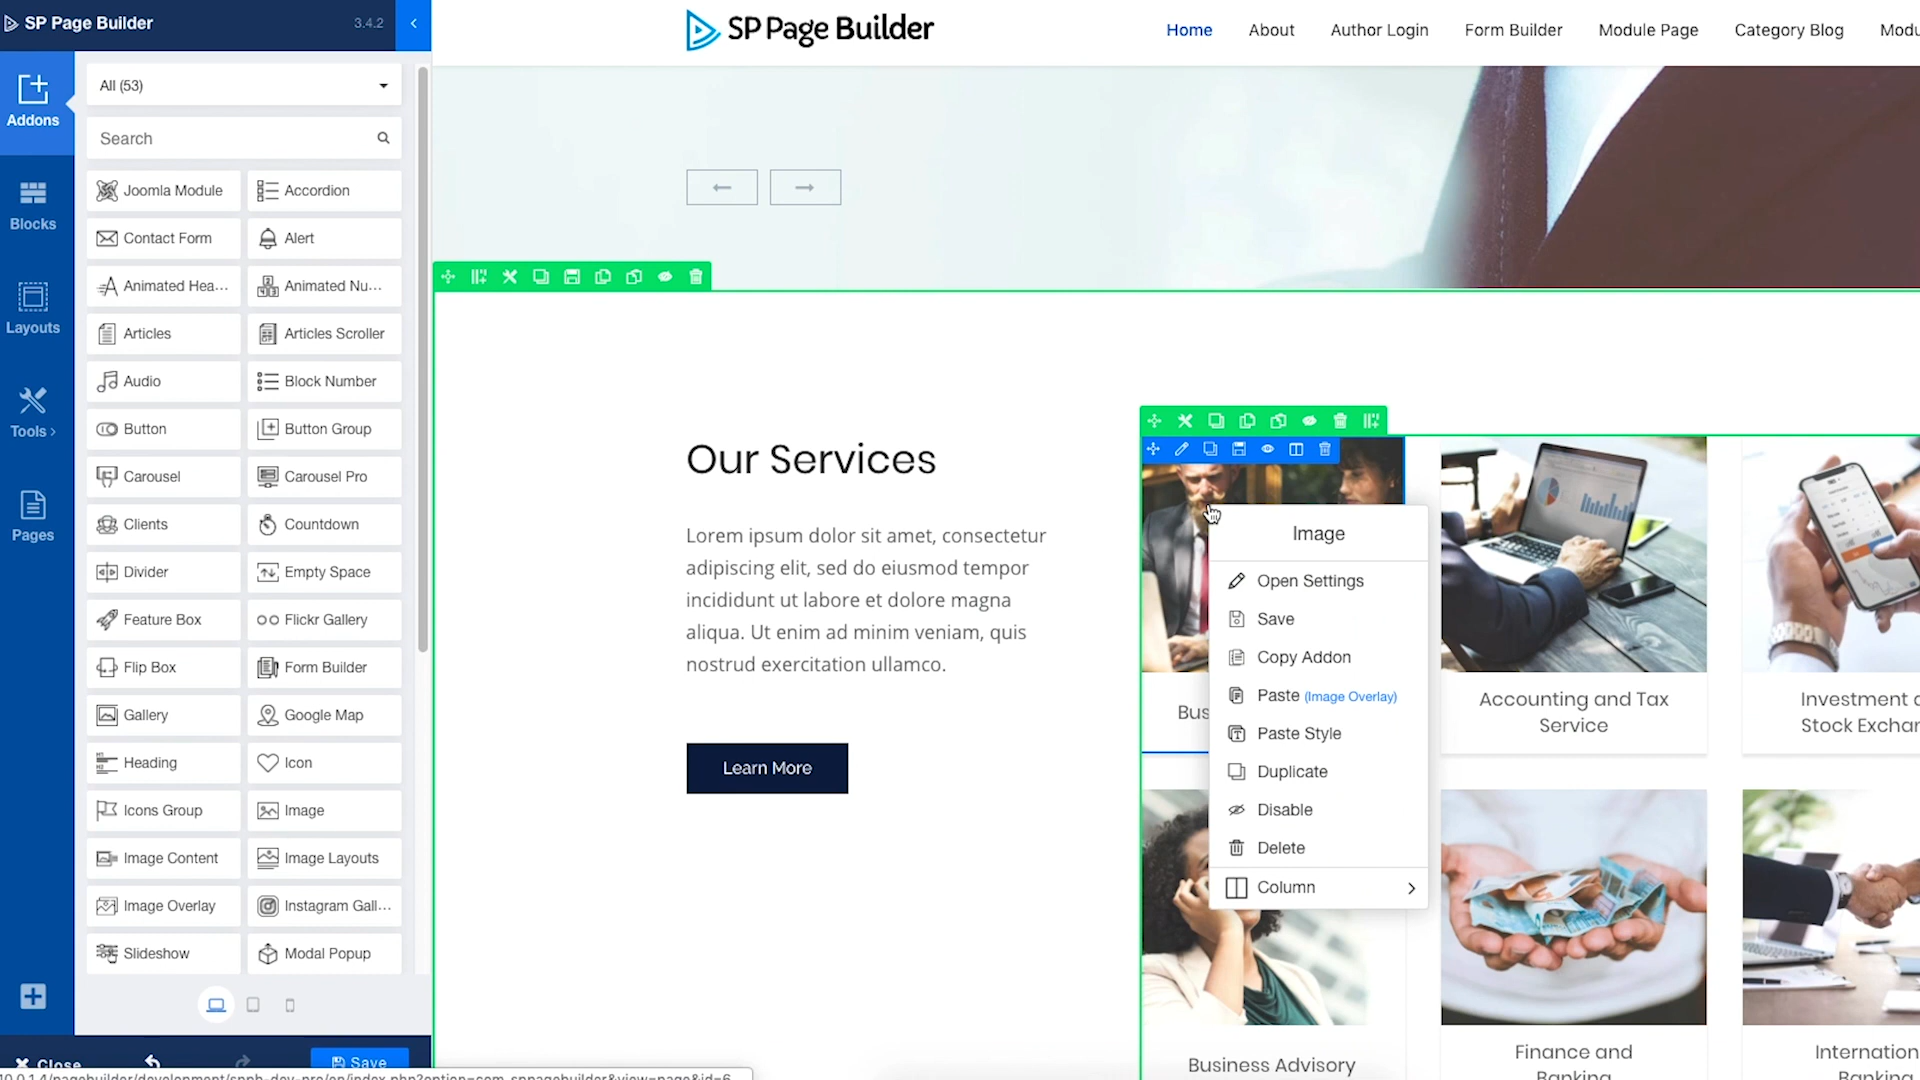 SP Page Builder
3.4.2
Addons
Blocks
Layouts
Tools ›
Pages
All (53)
Search
Joomla Module
Accordion
Contact Form
Alert
Animated Hea...
Animated Nu...
Articles
Articles Scroller
Audio
Block Number
Button
Button Group
Carousel
Carousel Pro
Clients
Countdown
Divider
Empty Space
Feature Box
Flickr Gallery
Flip Box
Form Builder
Gallery
Google Map
Heading
Icon
Icons Group
Image
Image Content
Image Layouts
Image Overlay
Instagram Gall...
Slideshow
Modal Popup
Close
Save
SP Page Builder
Home
About
Author Login
Form Builder
Module Page
Category Blog
Modu
Our Services
Lorem ipsum dolor sit amet, consectetur
adipiscing elit, sed do eiusmod tempor
incididunt ut labore et dolore magna
aliqua. Ut enim ad minim veniam, quis
nostrud exercitation ullamco.
Learn More
Image
Open Settings
Save
Copy Addon
Paste (Image Overlay)
Paste Style
Duplicate
Disable
Delete
Column
Bus
Accounting and Tax
Service
Investment
Stock Exchan
Business Advisory
Finance and
Banking
Internation
Banking